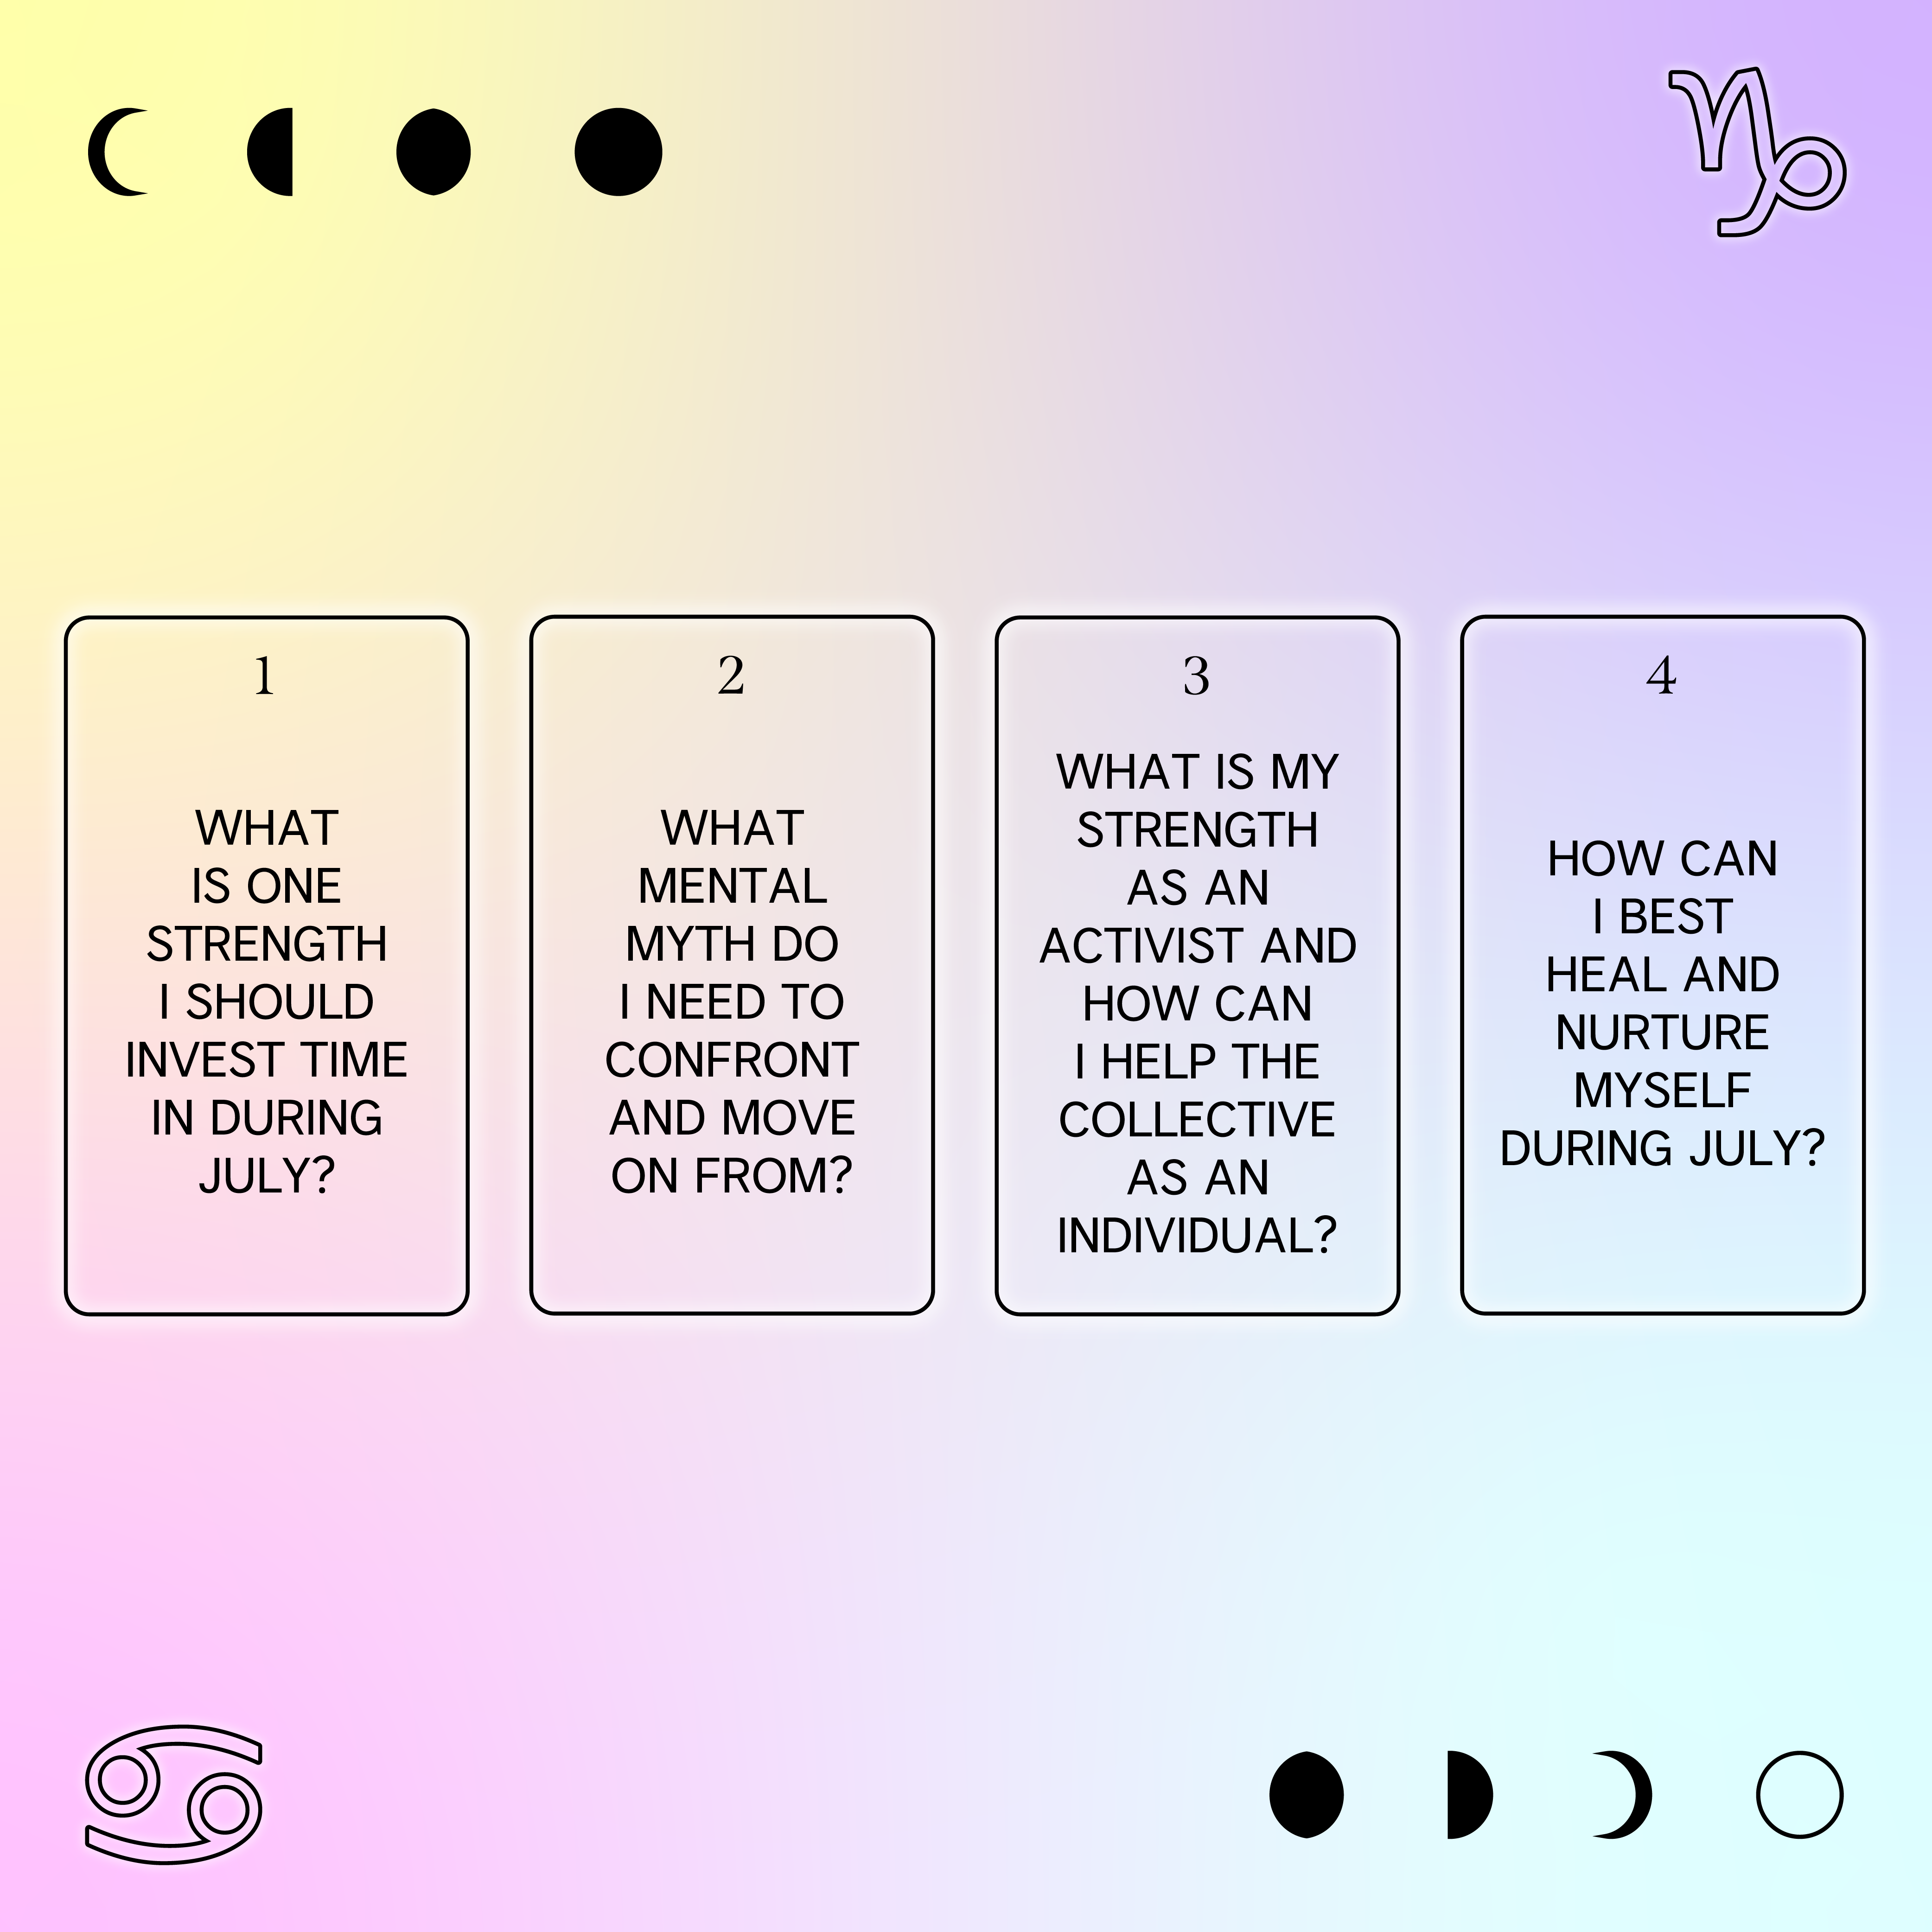 1
WHAT
IS ONE
STRENGTH
I SHOULD
INVEST TIME
IN DURING
JULY?
2
WHAT
MENTAL
MYTH DO
I NEED TO
CONFRONT
AND MOVE
ON FROM?
3
WHAT IS MY
STRENGTH
AS AN
ACTIVIST AND
HOW CAN
I HELP THE
COLLECTIVE
AS AN
INDIVIDUAL?
4
HOW CAN
I BEST
HEAL AND
NURTURE
MYSELF
DURING JULY?